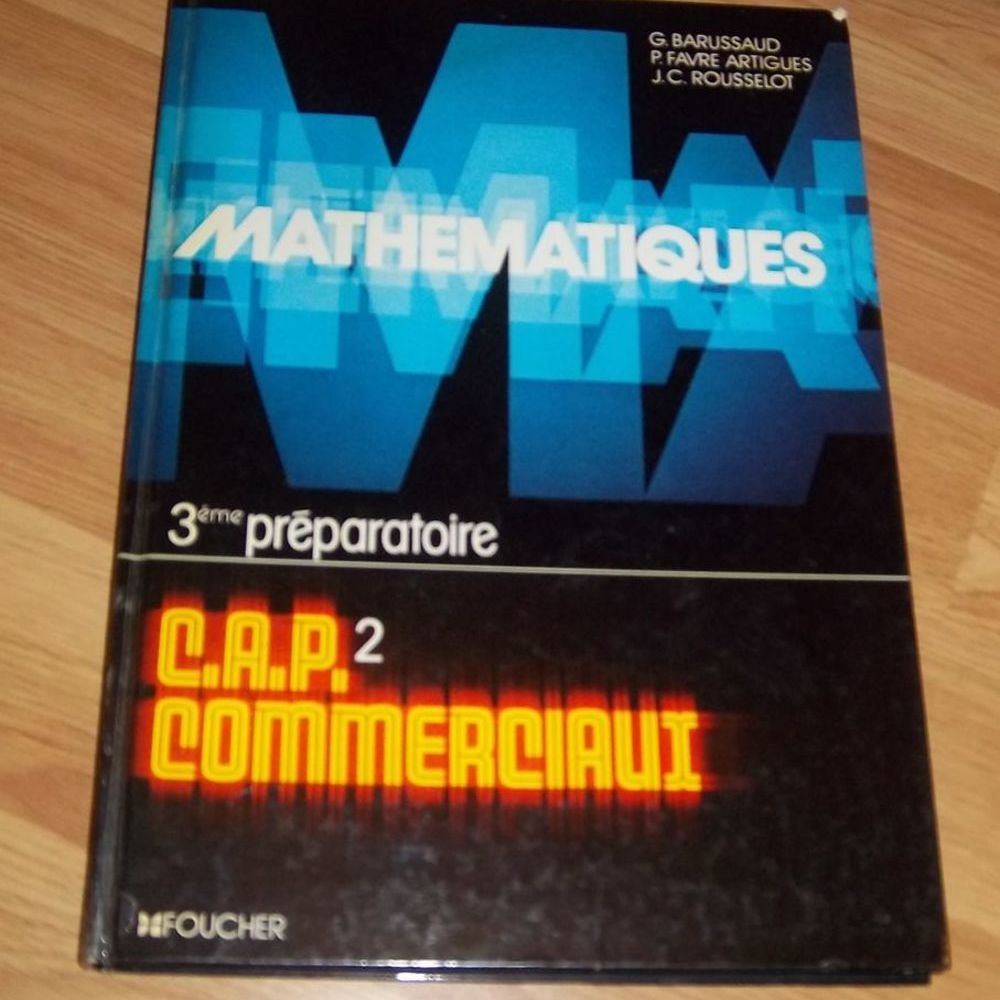 G. BARUSSAUD
P. FAVRE ARTIGUES
J.C. ROUSSELOT
MATHEMATIQUES
3ème préparatoire
C.A.P. 2
COMMERCIAUX
FOUCHER